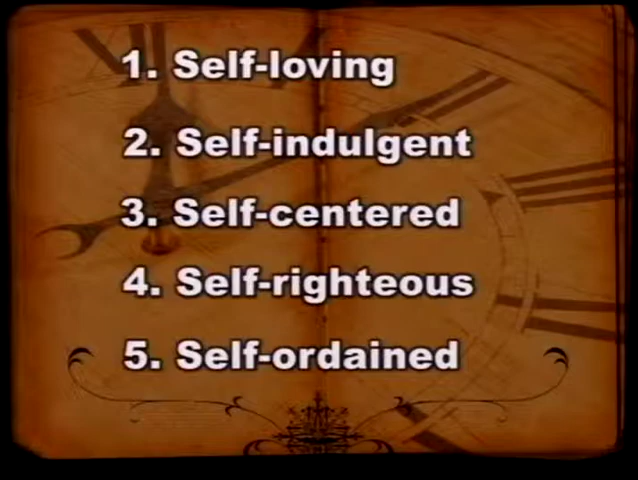 1. Self-loving
2. Self-indulgent
3. Self-centered
4. Self-righteous
5. Self-ordained